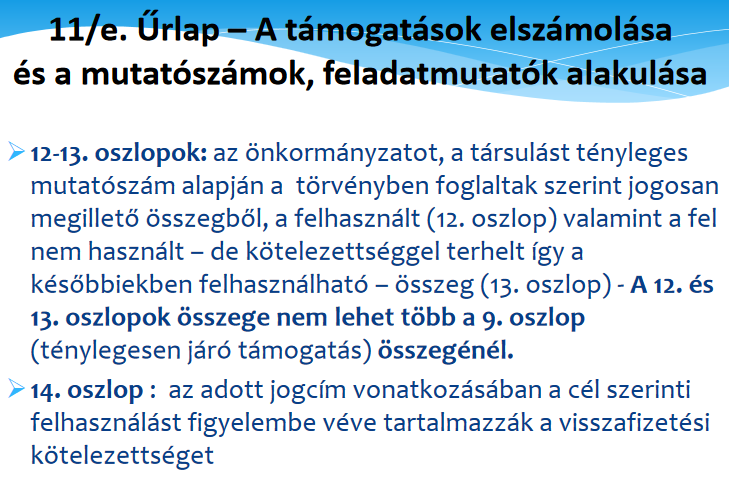 11/e. Űrlap – A támogatások elszámolása
és a mutatószámok, feladatmutatók alakulása
12-13. oszlopok: az önkormányzatot, a társulást tényleges
mutatószám alapján a törvényben foglaltak szerint jogosan
megillető összegből, a felhasznált (12. oszlop) valamint a fel
nem használt – de kötelezettséggel terhelt így a
későbbiekben felhasználható – összeg (13. oszlop) - A 12. és
13. oszlopok összege nem lehet több a 9. oszlop
(ténylegesen járó támogatás) összegénél.
14. oszlop : az adott jogcím vonatkozásában a cél szerinti
felhasználást figyelembe véve tartalmazzák a visszafizetési
kötelezettséget